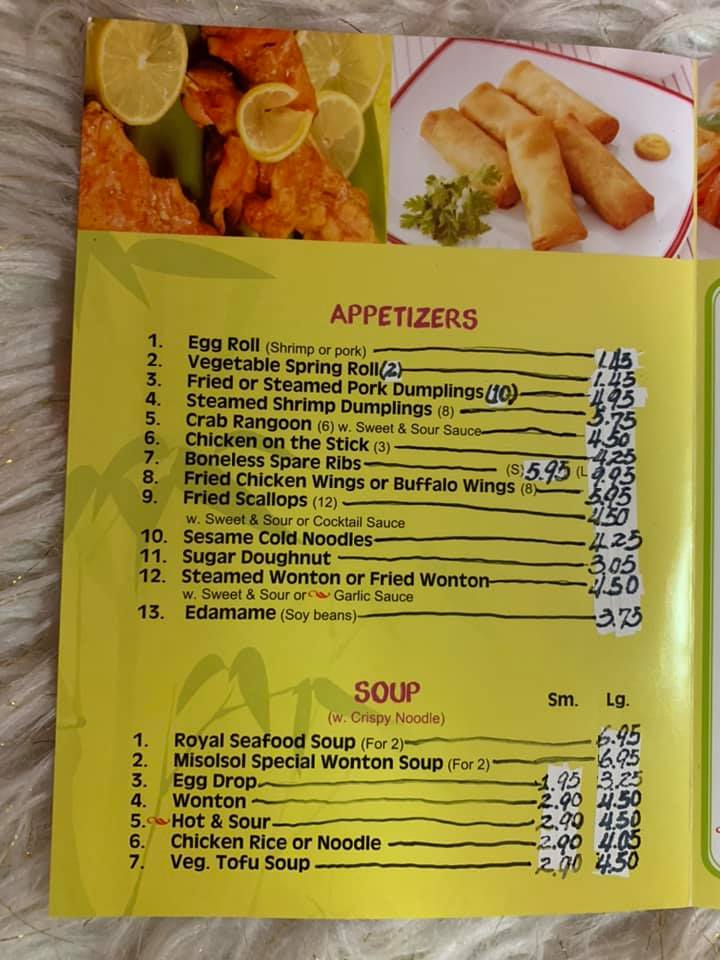 APPETIZERS
1. Egg Roll (Shrimp or pork) 1.45
2. Vegetable Spring Roll (2) 1.45
3. Fried or Steamed Pork Dumplings (10) 4.95
4. Steamed Shrimp Dumplings (8) 5.75
5. Crab Rangoon (6) w. Sweet & Sour Sauce 4.50
6. Chicken on the Stick (3) 4.25
7. Boneless Spare Ribs (S) 5.95 (L 9.95
8. Fried Chicken Wings or Buffalo Wings (8) 5.95
9. Fried Scallops (12) 4.50
w. Sweet & Sour or Cocktail Sauce
10. Sesame Cold Noodles 4.25
11. Sugar Doughnut 3.05
12. Steamed Wonton or Fried Wonton 4.50
w. Sweet & Sour or Garlic Sauce
13. Edamame (Soy beans) 3.75
SOUP Sm. Lg.
(w. Crispy Noodle)
1. Royal Seafood Soup (For 2) 6.95
2. Misolsol Special Wonton Soup (For 2) 6.95
3. Egg Drop 1.95 3.25
4. Wonton 2.90 4.50
5. Hot & Sour 2.90 4.50
6. Chicken Rice or Noodle 2.90 4.05
7. Veg. Tofu Soup 2.90 4.50